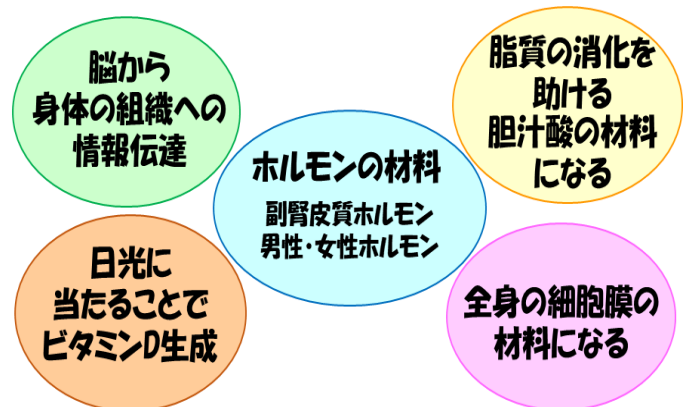 脳から
身体の組織への
情報伝達
脂質の消化を
助ける
胆汁酸の材料
になる
ホルモンの材料
副腎皮質ホルモン
男性・女性ホルモン
日光に
当たることで
ビタミンD生成
全身の細胞膜の
材料になる